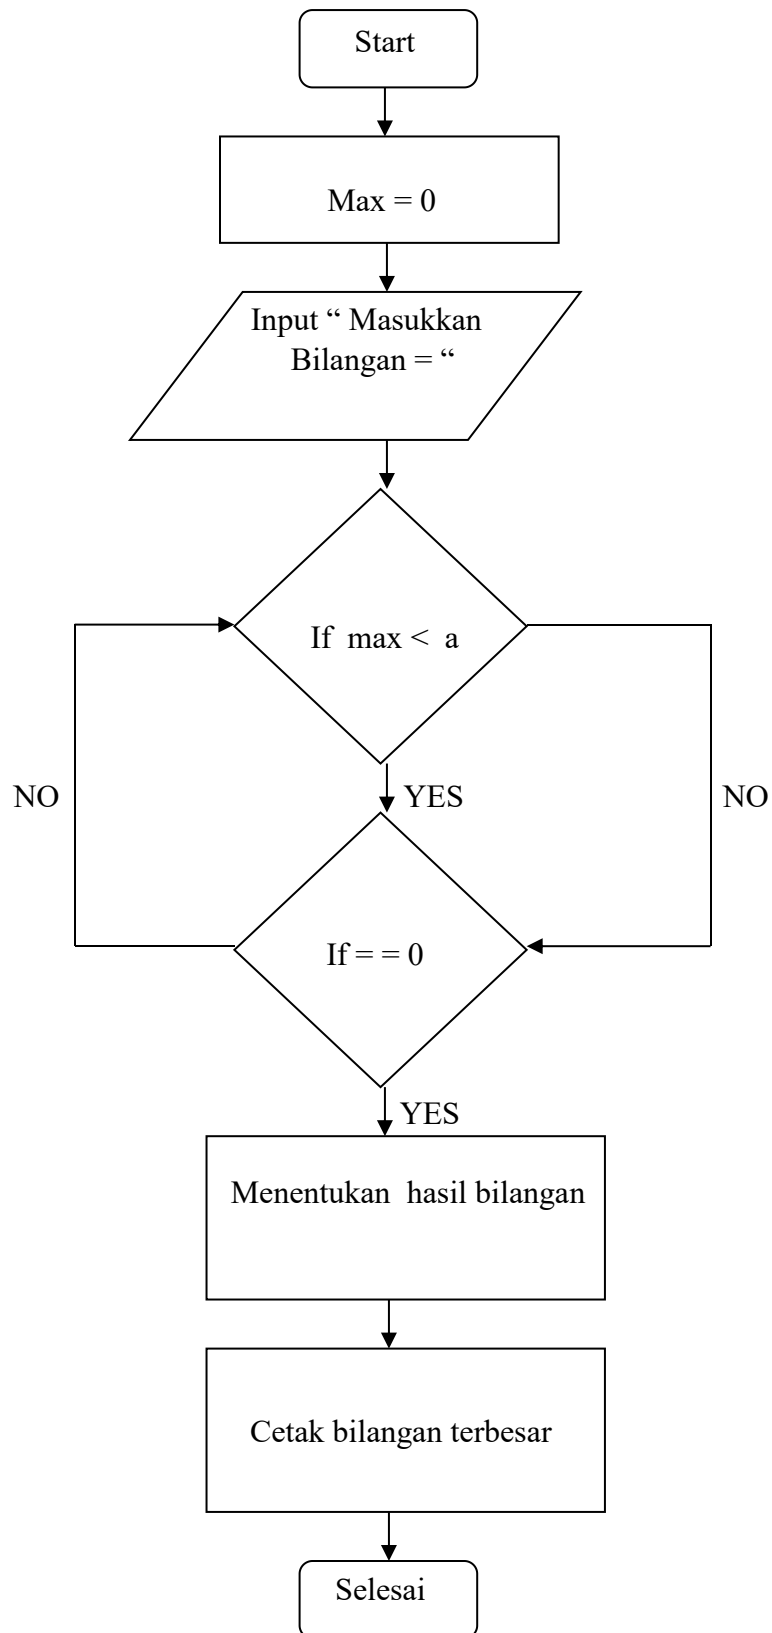 Start
Max = 0
Input “ Masukkan
Bilangan = “
If  max <  a
NO
YES
NO
If = = 0
YES
Menentukan  hasil bilangan
Cetak bilangan terbesar
Selesai